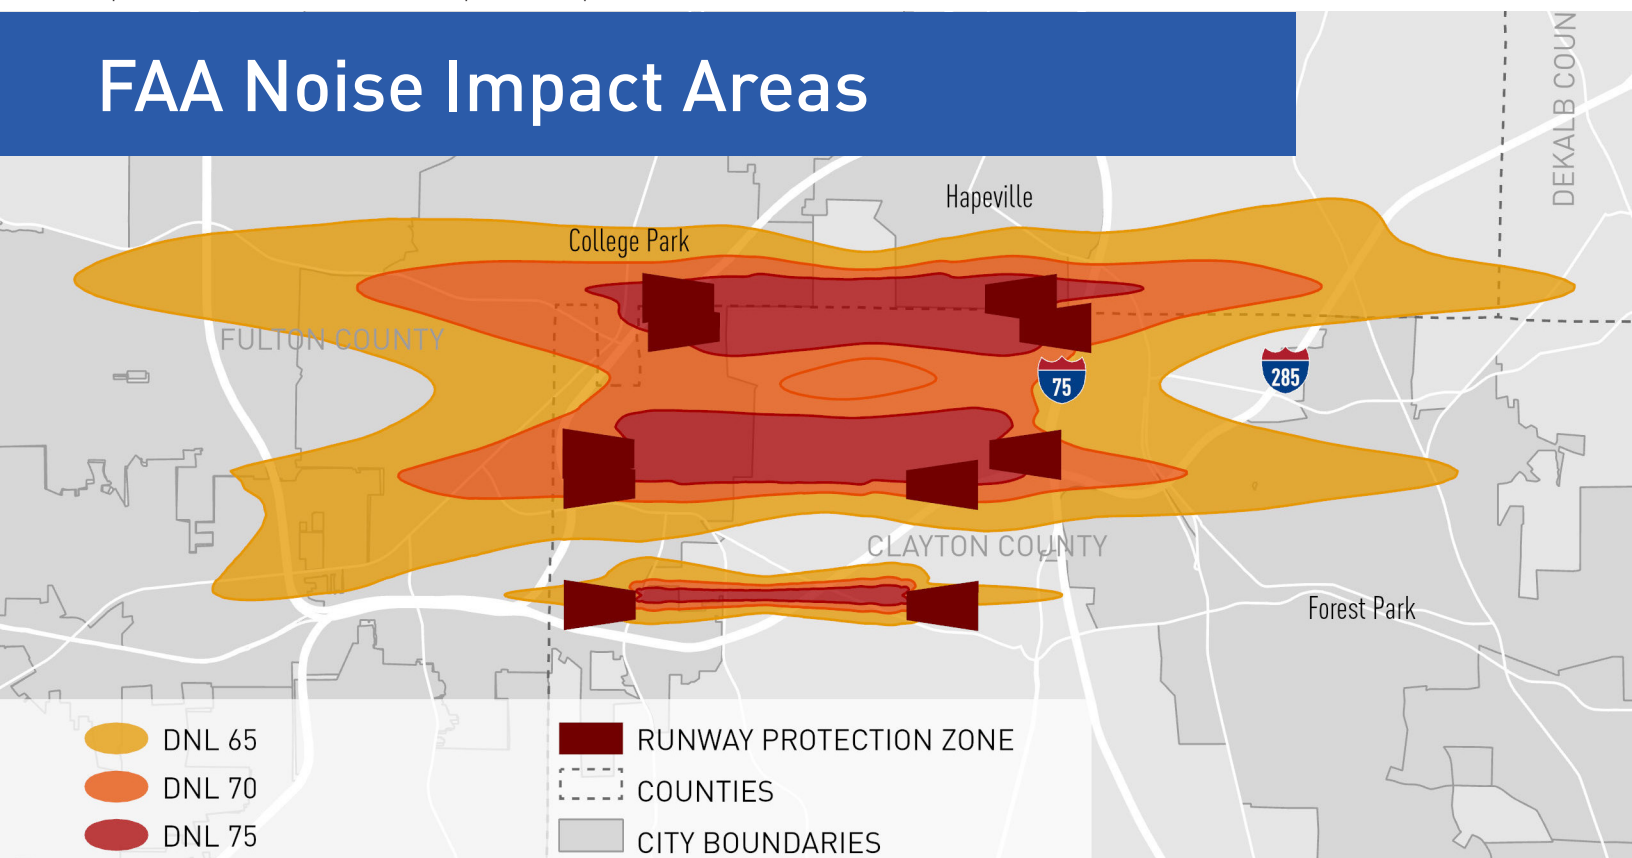 FAA Noise Impact Areas
DEKALB COUN
Hapeville
College Park
FULTON COUNTY
75
285
CLAYTON COUNTY
Forest Park
DNL 65
DNL 70
DNL 75
RUNWAY PROTECTION ZONE
COUNTIES
CITY BOUNDARIES